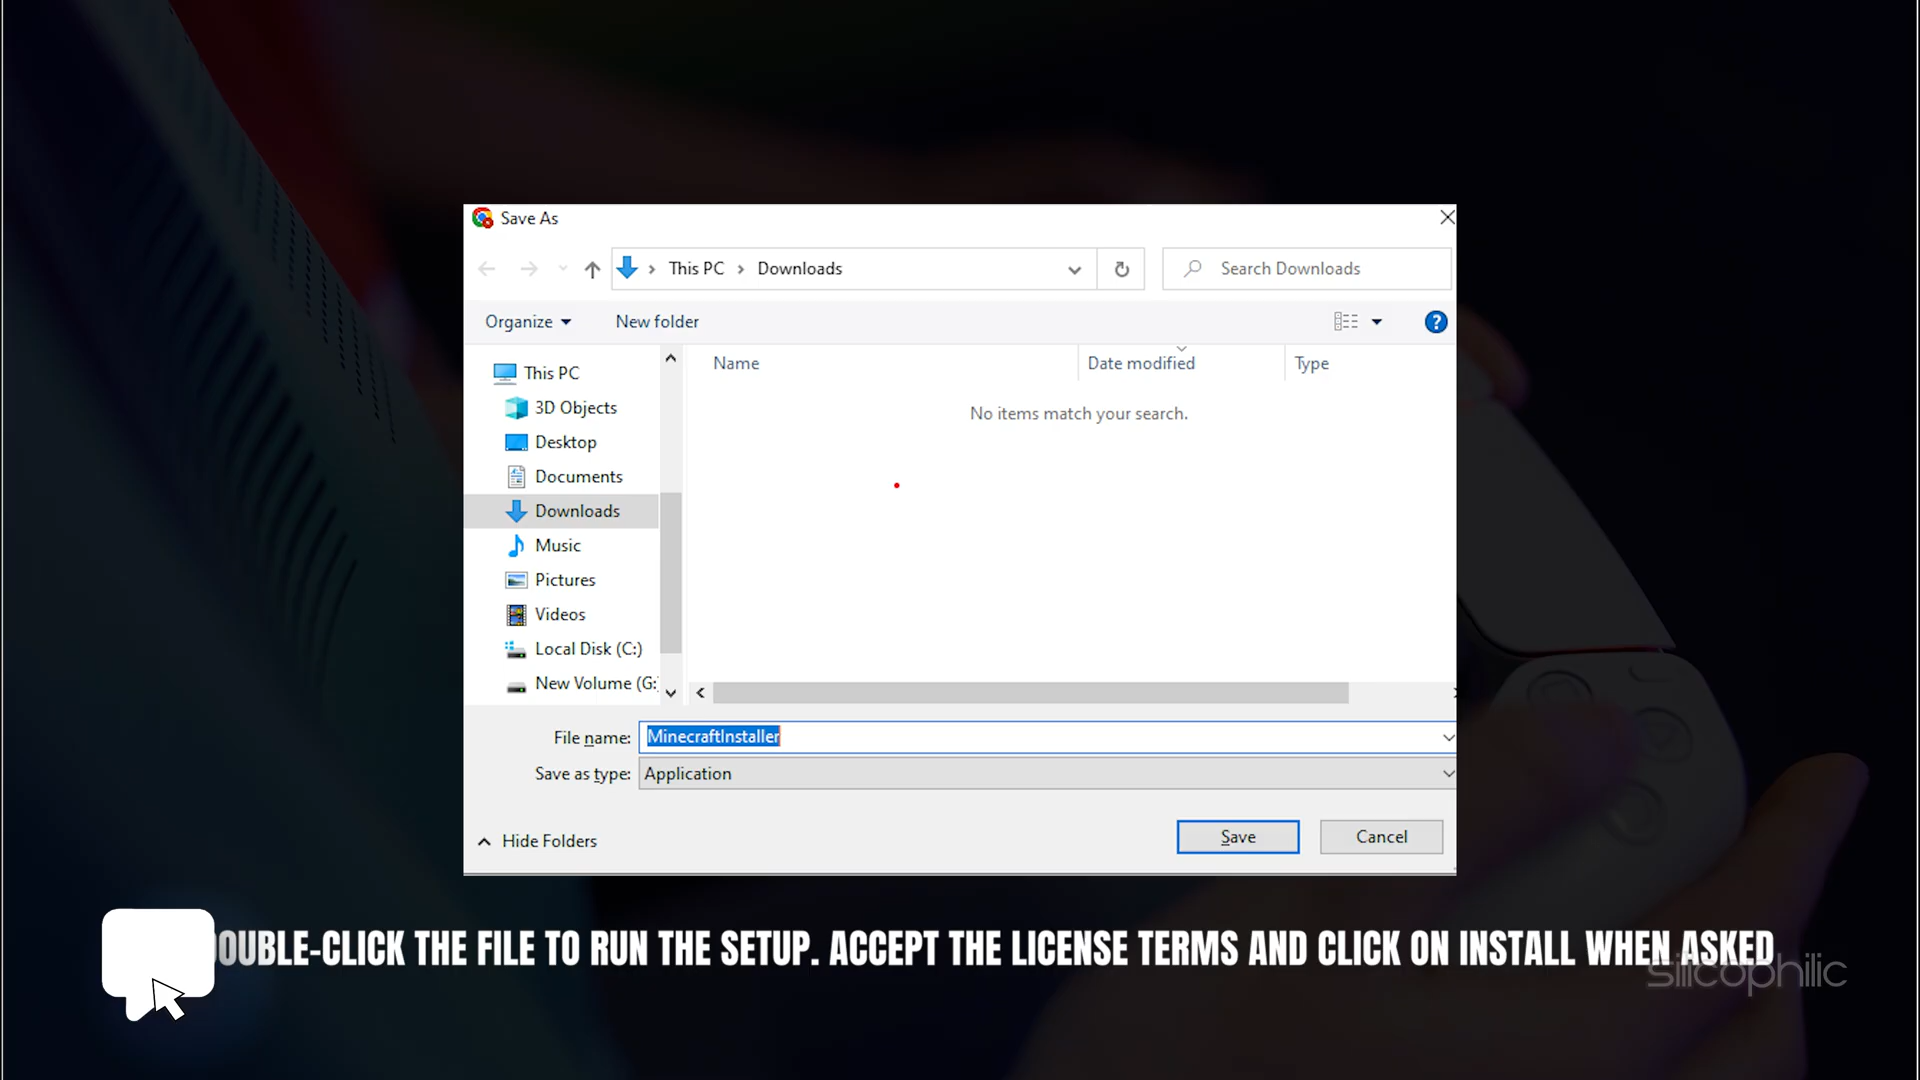 Save As
This PC
Downloads
Search Downloads
Organize
New folder
?
Name
Date modified
Type
This PC
3D Objects
Desktop
Documents
Downloads
Music
Pictures
Videos
Local Disk (C:)
New Volume (G:
No items match your search.
File name:
MinecraftInstaller
Save as type:
Application
Hide Folders
Save
Cancel
OUBLE-CLICK THE FILE TO RUN THE SETUP. ACCEPT THE LICENSE TERMS AND CLICK ON INSTALL WHEN ASKED
silicophilic